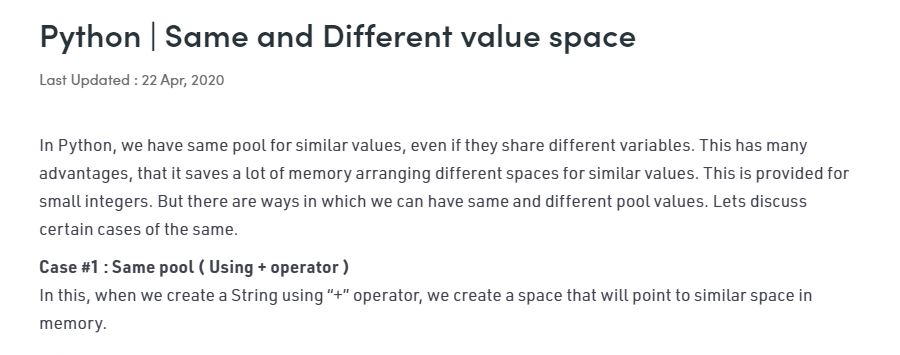 Python | Same and Different value space
Last Updated : 22 Apr, 2020
In Python, we have same pool for similar values, even if they share different variables. This has many
advantages, that it saves a lot of memory arranging different spaces for similar values. This is provided for
small integers. But there are ways in which we can have same and different pool values. Lets discuss
certain cases of the same.
Case #1 : Same pool ( Using + operator )
In this, when we create a String using “+” operator, we create a space that will point to similar space in
memory.